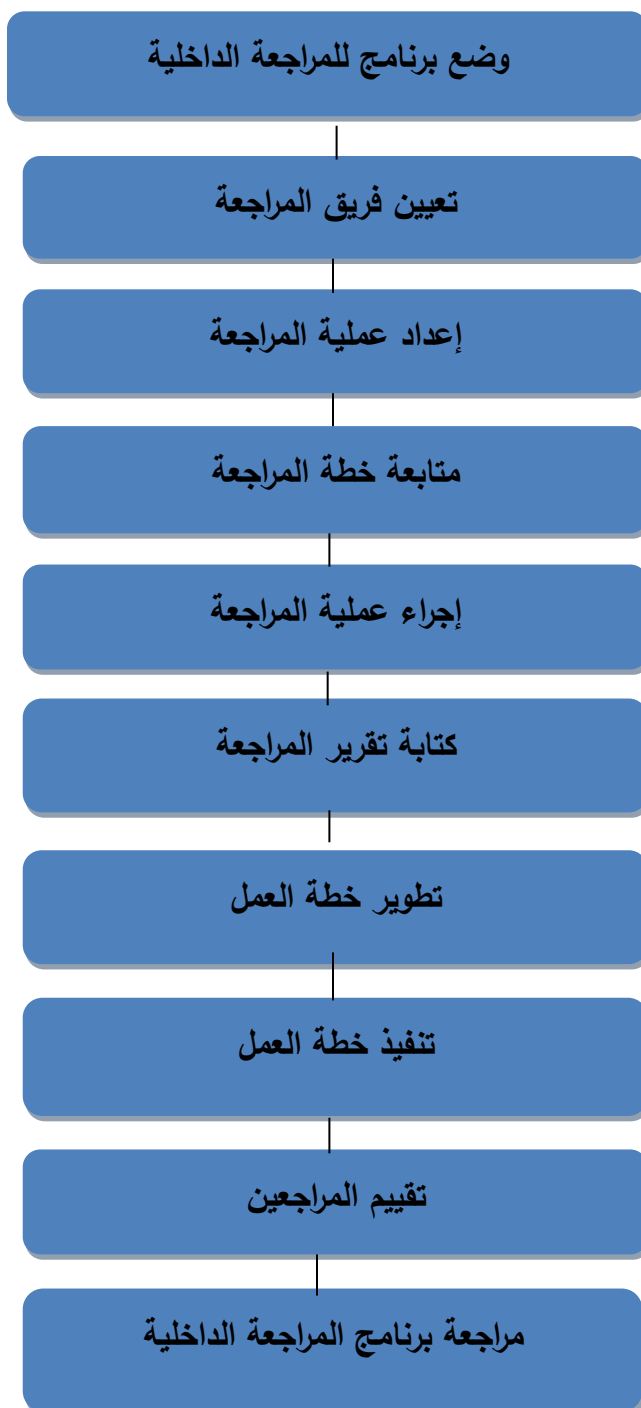 وضع برنامج للمراجعة الداخلية
تعيين فريق المراجعة
إعداد عملية المراجعة
متابعة خطة المراجعة
إجراء عملية المراجعة
كتابة تقرير المراجعة
تطوير خطة العمل
تنفيذ خطة العمل
تقييم المراجعين
مراجعة برنامج المراجعة الداخلية